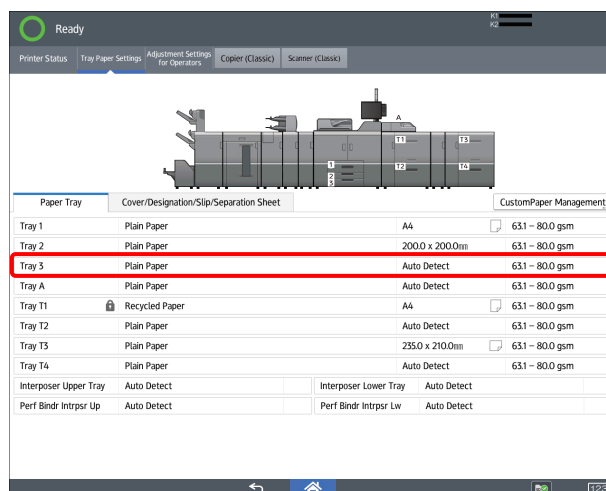 K1
K2
Ready
Printer Status Tray Paper Settings Adjustment Settings for Operators Copier (Classic) Scanner (Classic)
A
T1 T3
1 T2 T4
2
3
Paper Tray Cover/Designation/Slip/Separation Sheet CustomPaper Management
Tray 1 Plain Paper A4 63.1 – 80.0 gsm
Tray 2 Plain Paper 200.0 x 200.0mm 63.1 – 80.0 gsm
Tray 3 Plain Paper Auto Detect 63.1 – 80.0 gsm
Tray A Plain Paper Auto Detect 63.1 – 80.0 gsm
Tray T1 Recycled Paper A4 63.1 – 80.0 gsm
Tray T2 Plain Paper Auto Detect 63.1 – 80.0 gsm
Tray T3 Plain Paper 235.0 x 210.0mm 63.1 – 80.0 gsm
Tray T4 Plain Paper Auto Detect 63.1 – 80.0 gsm
Interposer Upper Tray Auto Detect Interposer Lower Tray Auto Detect
Perf Bindr Intrpsr Up Auto Detect Perf Bindr Intrpsr Lw Auto Detect
123